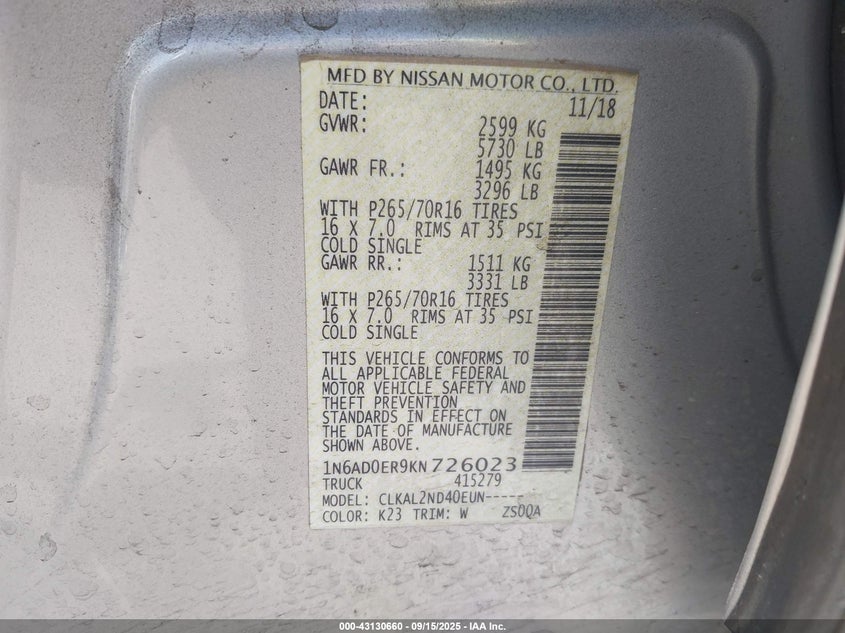 MFD BY NISSAN MOTOR CO., LTD.
DATE: 11/18
GVWR: 2599 KG
5730 LB
GAWR FR.: 1495 KG
3296 LB
WITH P265/70R16 TIRES
16 X 7.0 RIMS AT 35 PSI
COLD SINGLE
GAWR RR.: 1511 KG
3331 LB
WITH P265/70R16 TIRES
16 X 7.0 RIMS AT 35 PSI
COLD SINGLE
THIS VEHICLE CONFORMS TO
ALL APPLICABLE FEDERAL
MOTOR VEHICLE SAFETY AND
THEFT PREVENTION
STANDARDS IN EFFECT ON
THE DATE OF MANUFACTURE
SHOWN ABOVE.
1N6AD0ER9KN726023
TRUCK 415279
MODEL: CLKAL2ND40EUN-----
COLOR: K23 TRIM: W ZS00A
000-43130660 - 09/15/2025 - IAA Inc.